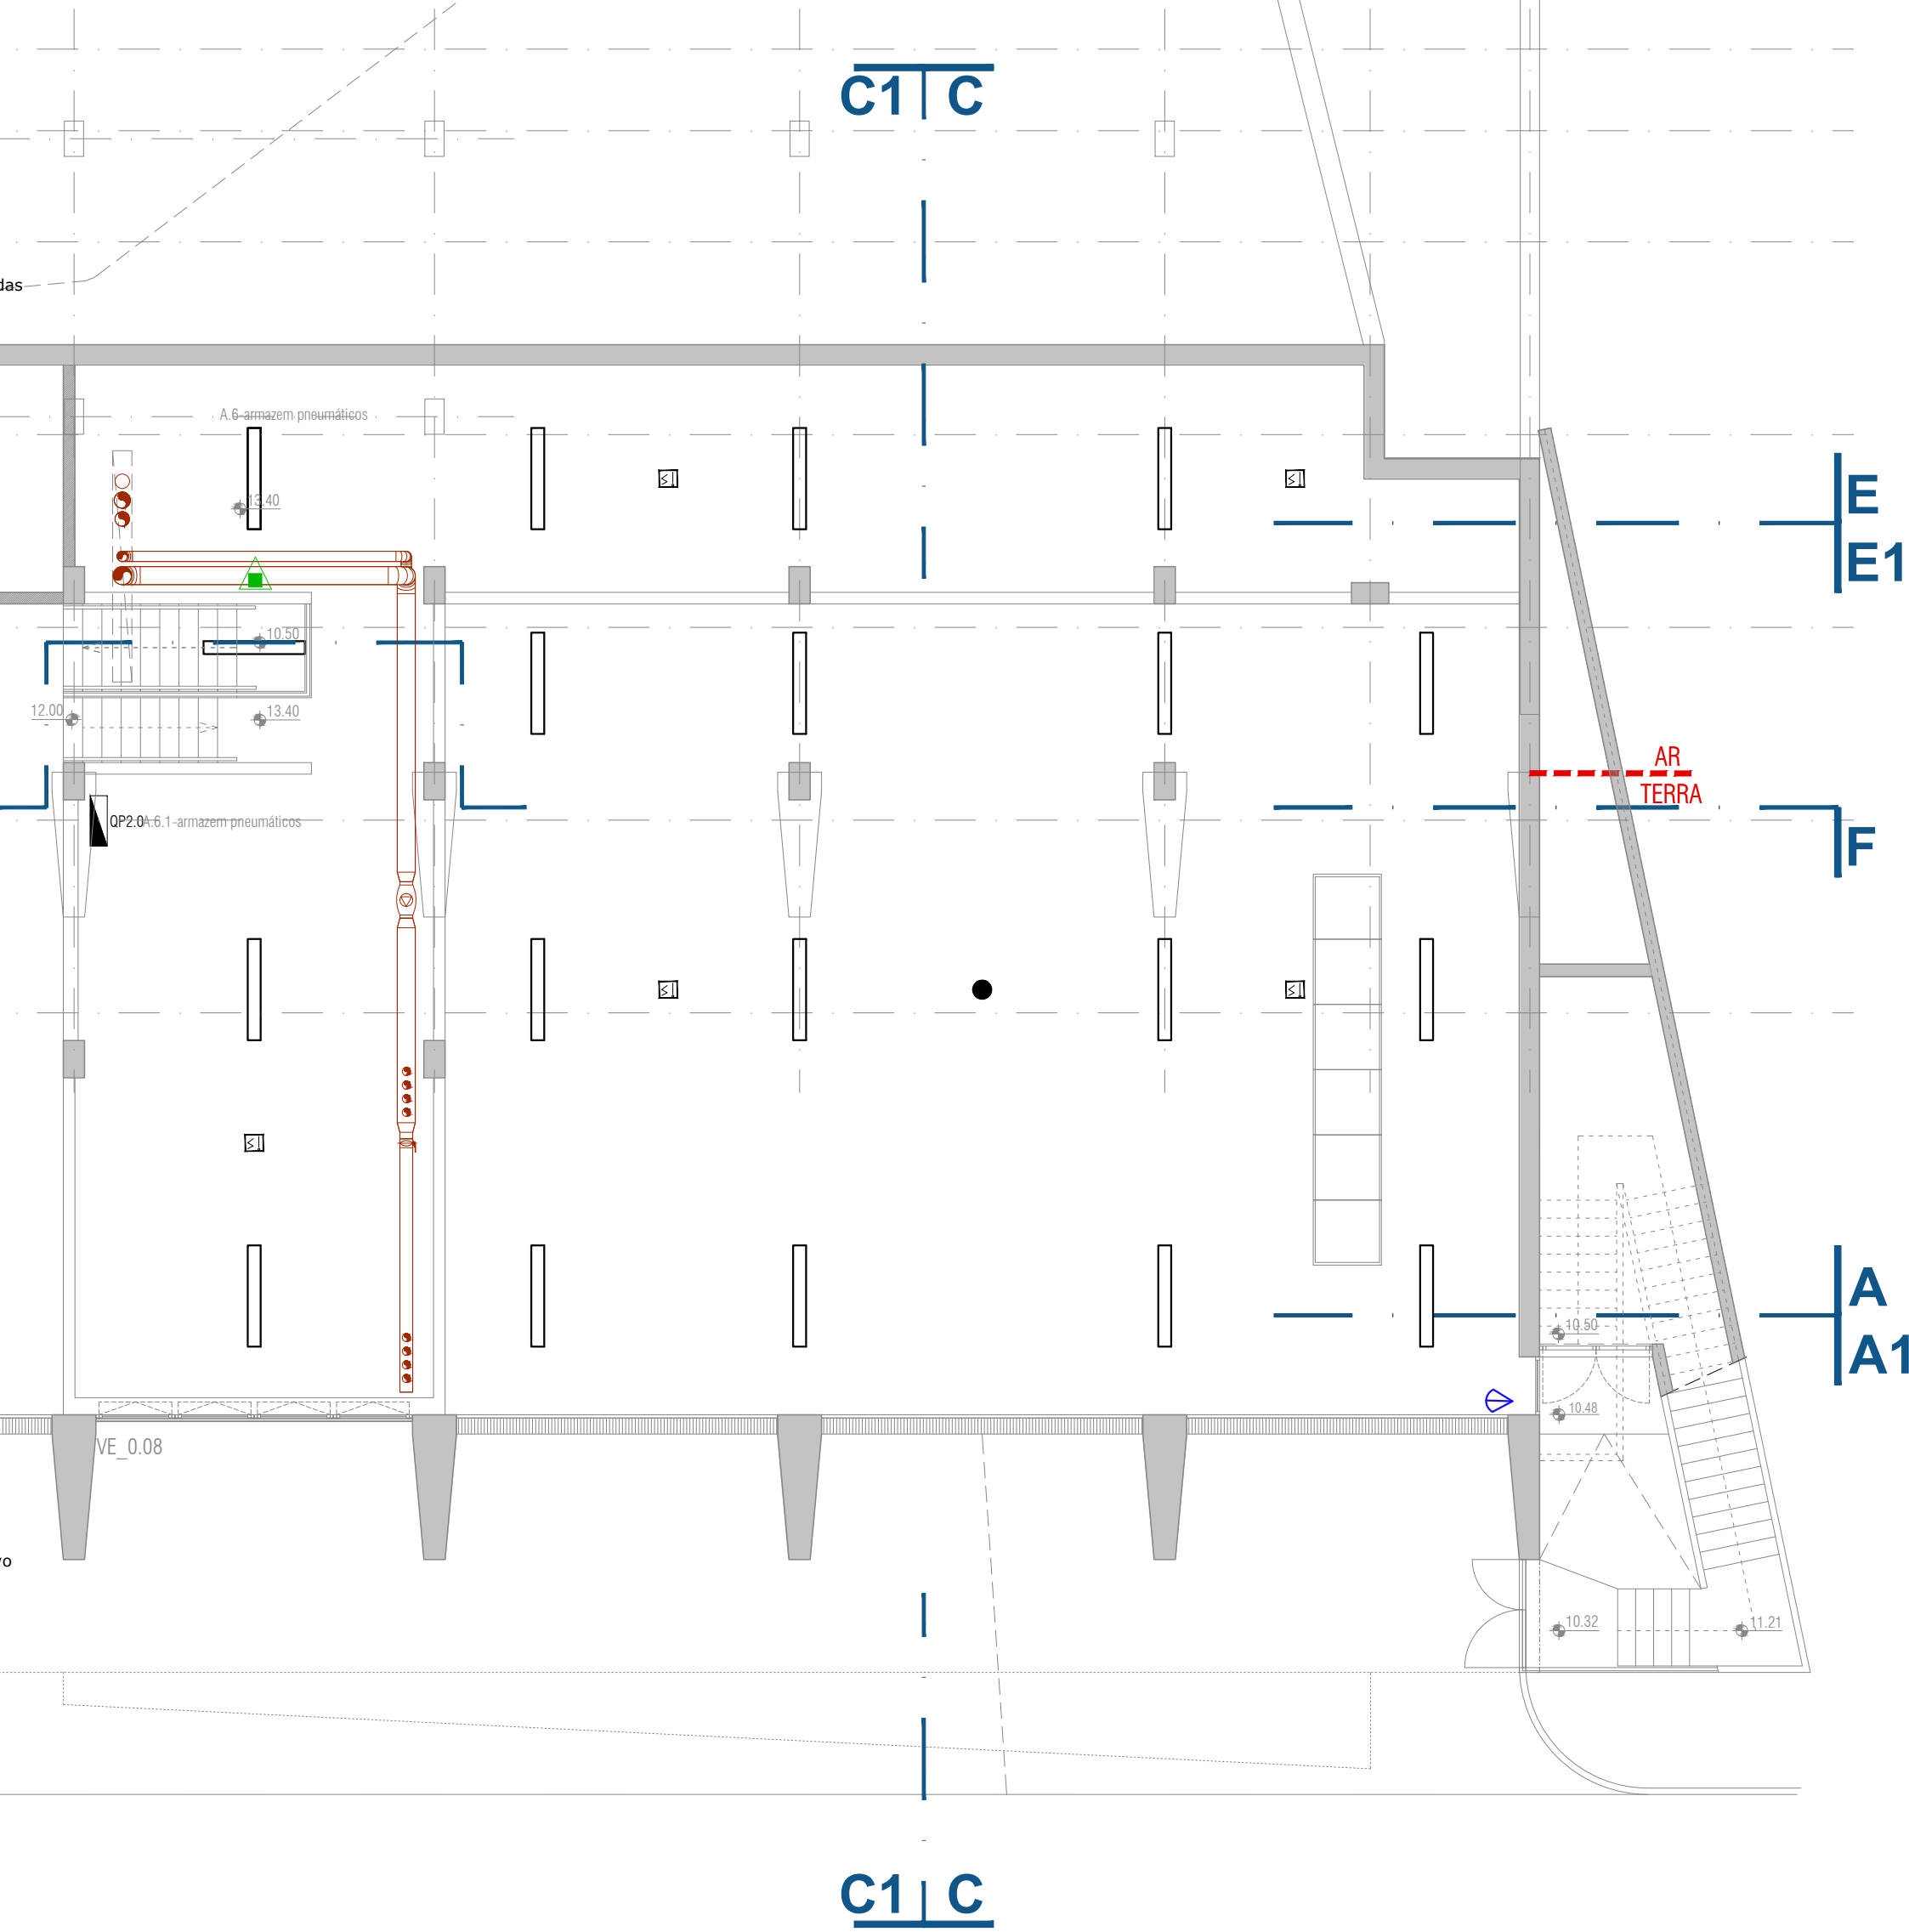 C1 C
das
A.6-armazem pneumáticos
13.40
E
E1
10.50
12.00
13.40
AR
TERRA
QP2.0
A.6.1-armazem pneumáticos
F
A
A1
10.50
10.48
VE_0.08
vo
10.32
11.21
C1 C